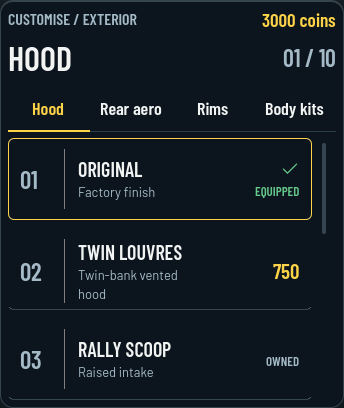 CUSTOMISE / EXTERIOR
3000 coins
HOOD
01 / 10
Hood
Rear aero
Rims
Body kits
01
ORIGINAL
Factory finish
EQUIPPED
02
TWIN LOUVRES
Twin-bank vented
hood
750
03
RALLY SCOOP
Raised intake
OWNED